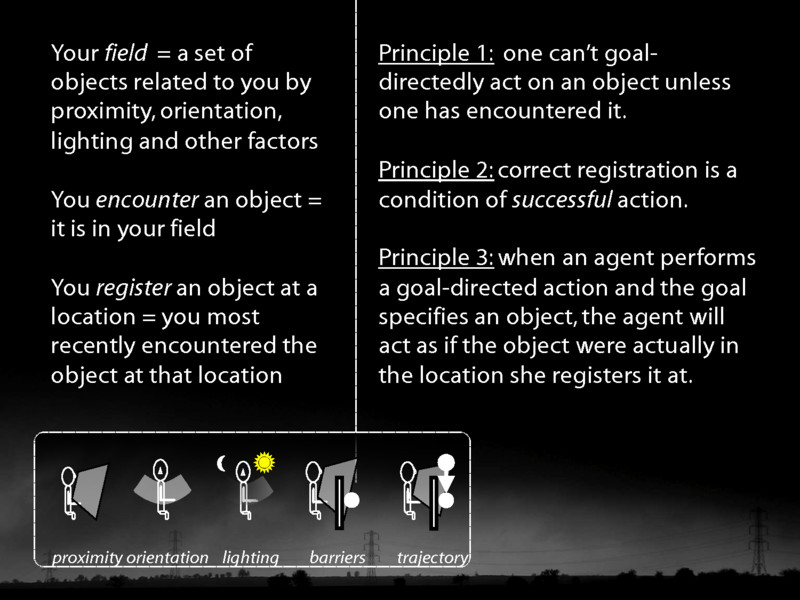 Your field = a set of
objects related to you by
proximity, orientation,
lighting and other factors
You encounter an object =
it is in your field
You register an object at a
location = you most
recently encountered the
object at that location
Principle 1: one can't goal-
directedly act on an object unless
one has encountered it.
Principle 2: correct registration is a
condition of successful action.
Principle 3: when an agent performs
a goal-directed action and the goal
specifies an object, the agent will
act as if the object were actually in
the location she registers it at.
proximity orientation lighting barriers trajectory